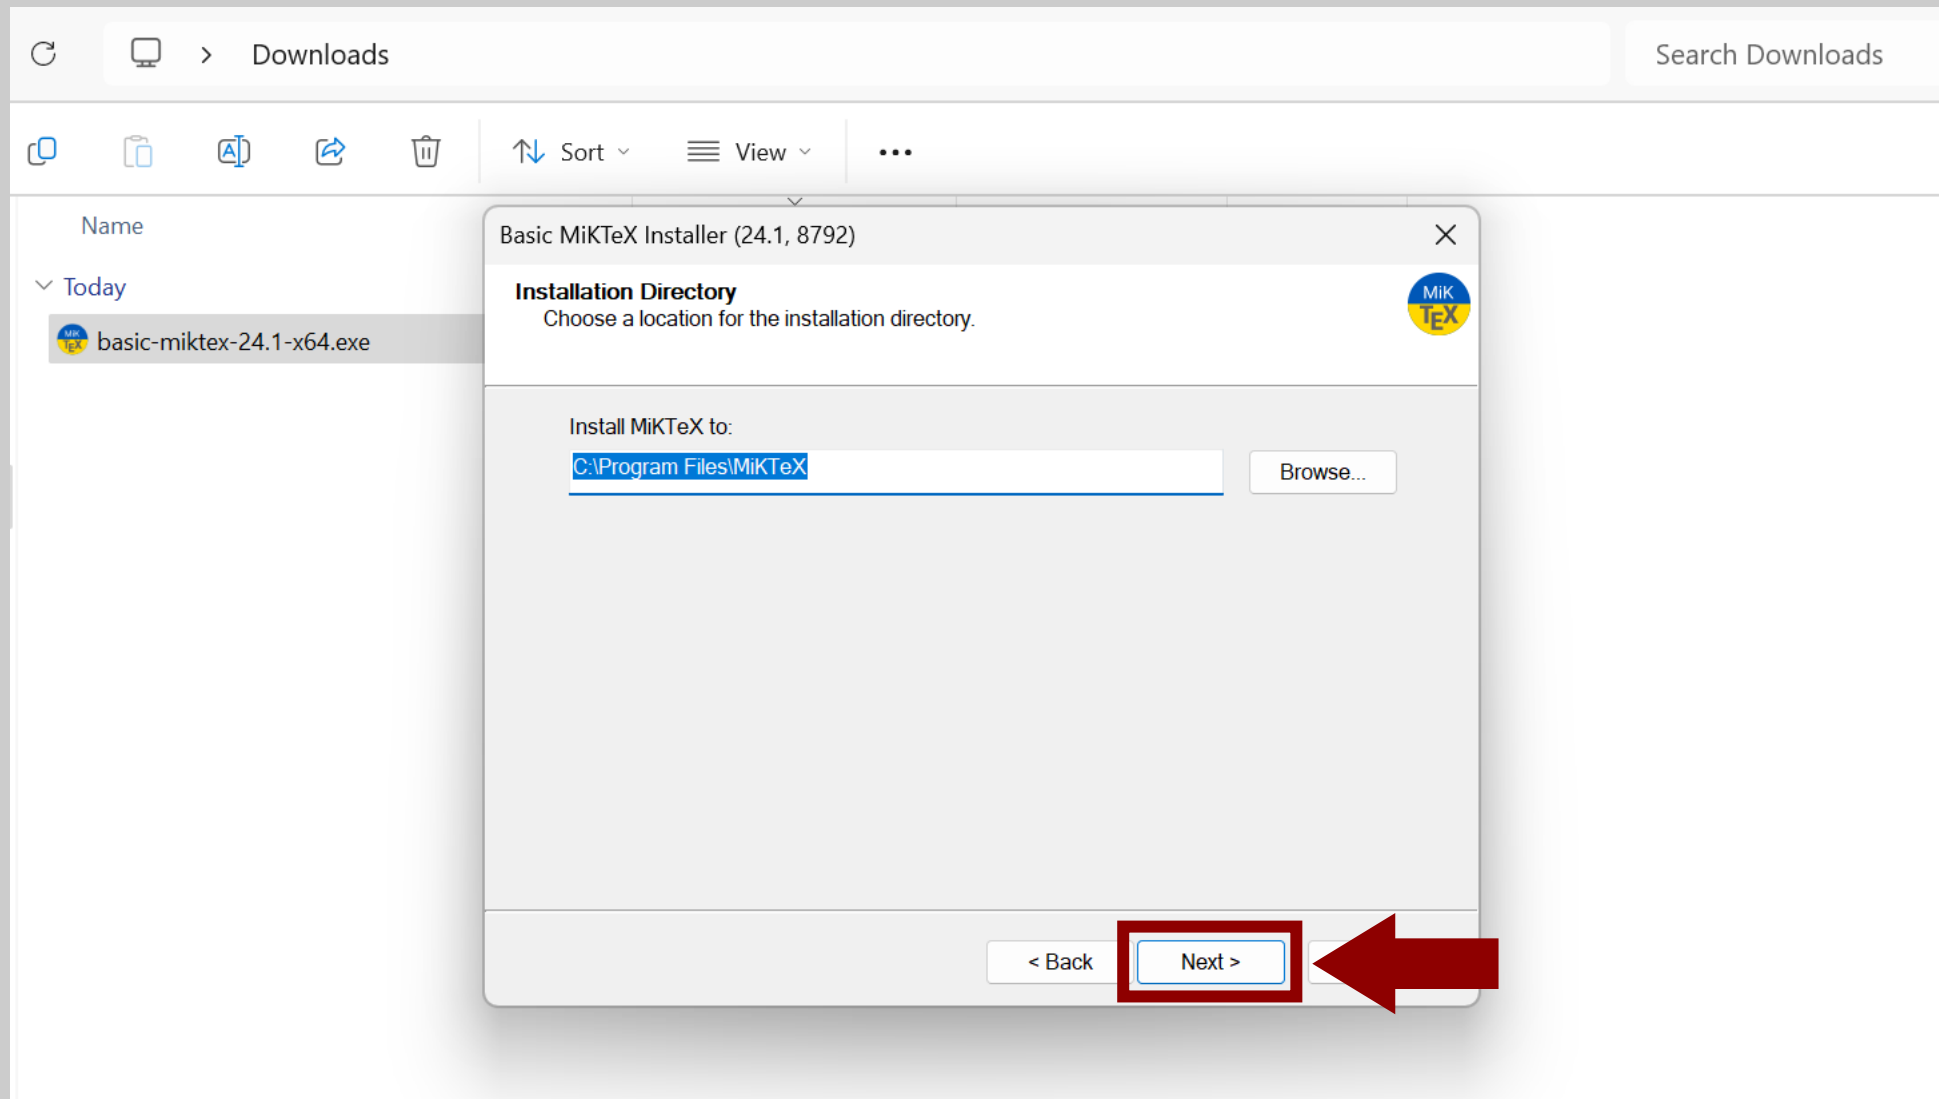 Downloads
Search Downloads
Sort
View
Name
Today
basic-miktex-24.1-x64.exe
Basic MiKTeX Installer (24.1, 8792)
Installation Directory
Choose a location for the installation directory.
MiK
TEX
Install MiKTeX to:
C:\Program Files\MiKTeX
Browse...
< Back
Next >